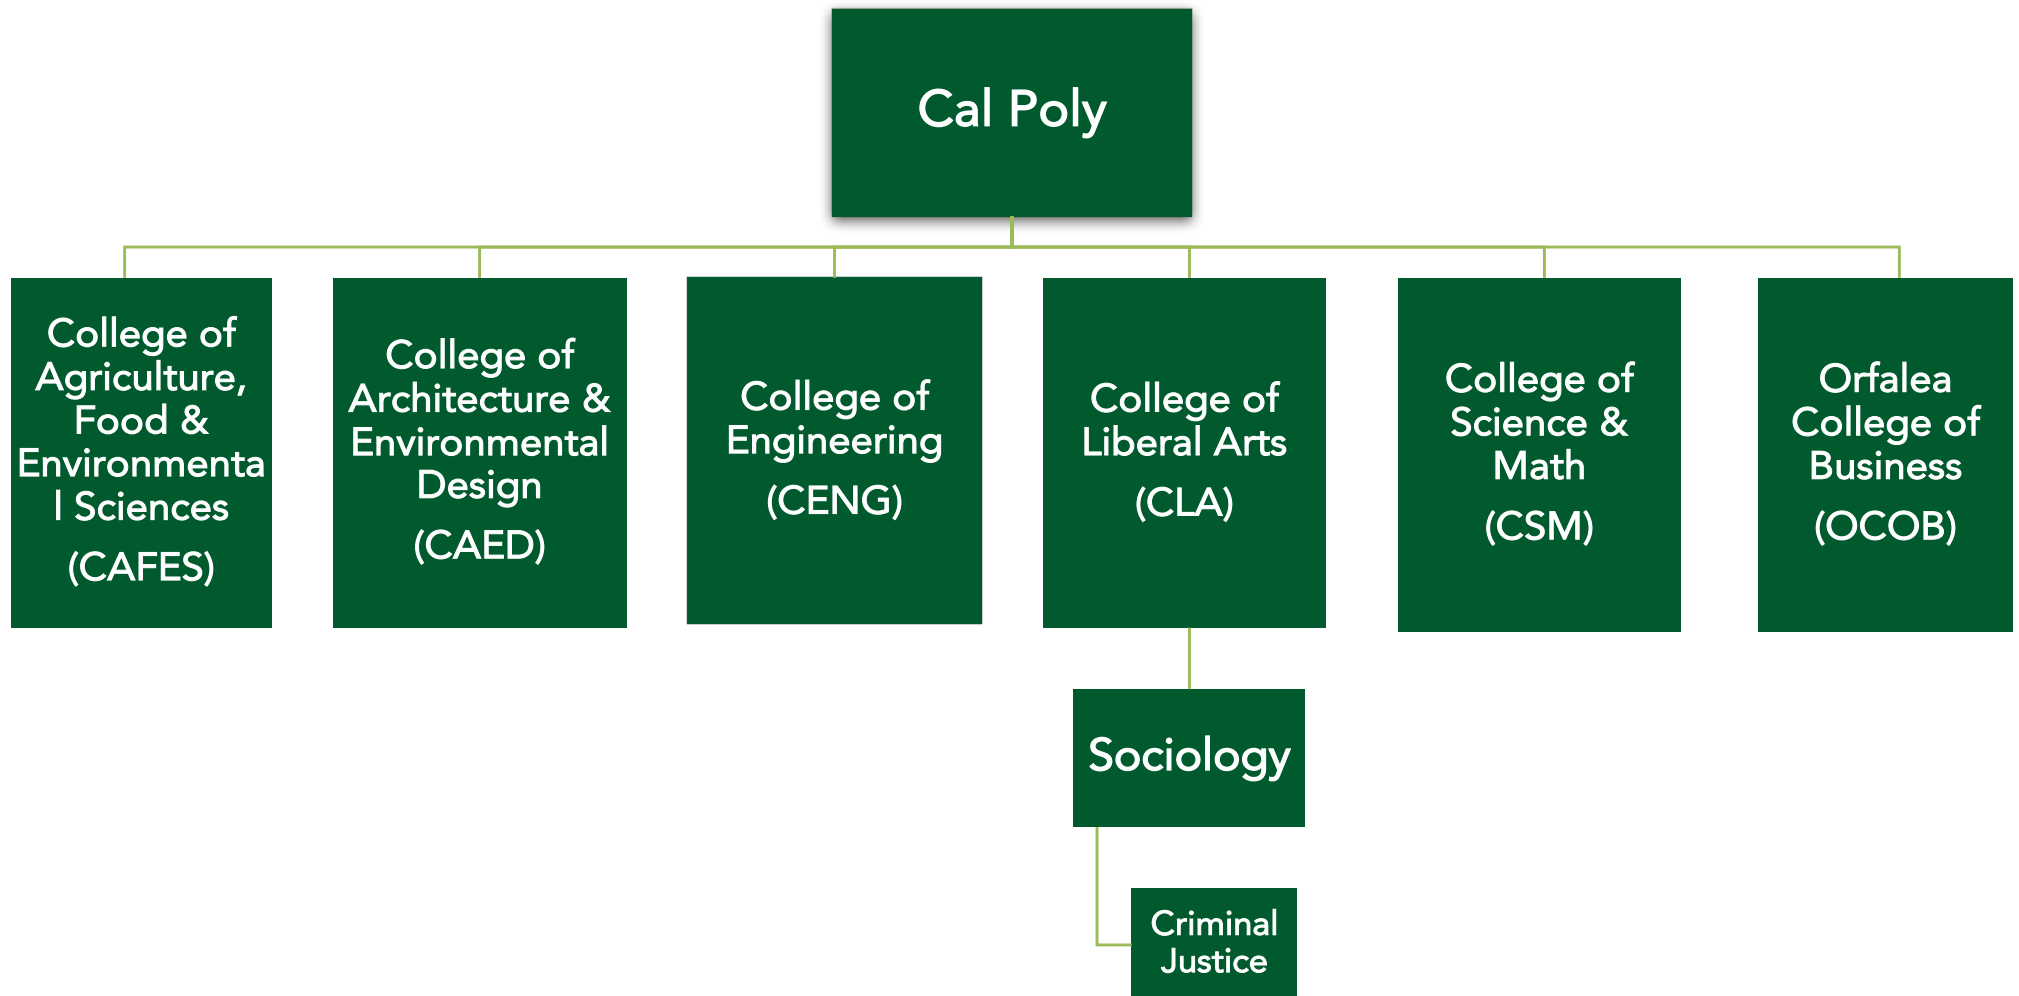 Cal Poly
College of
Agriculture,
Food &
Environmenta
l Sciences
(CAFES)
College of
Architecture &
Environmental
Design
(CAED)
College of
Engineering
(CENG)
College of
Liberal Arts
(CLA)
College of
Science &
Math
(CSM)
Orfalea
College of
Business
(OCOB)
Sociology
Criminal
Justice